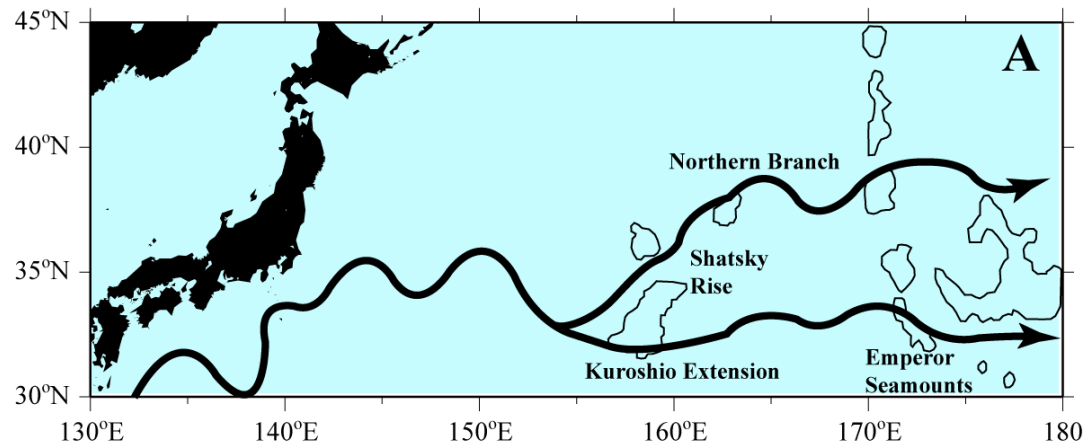 45°N
A
40°N
Northern Branch
35°N
Shatsky
Rise
Kuroshio Extension
Emperor
Seamounts
30°N
130°E
140°E
150°E
160°E
170°E
180